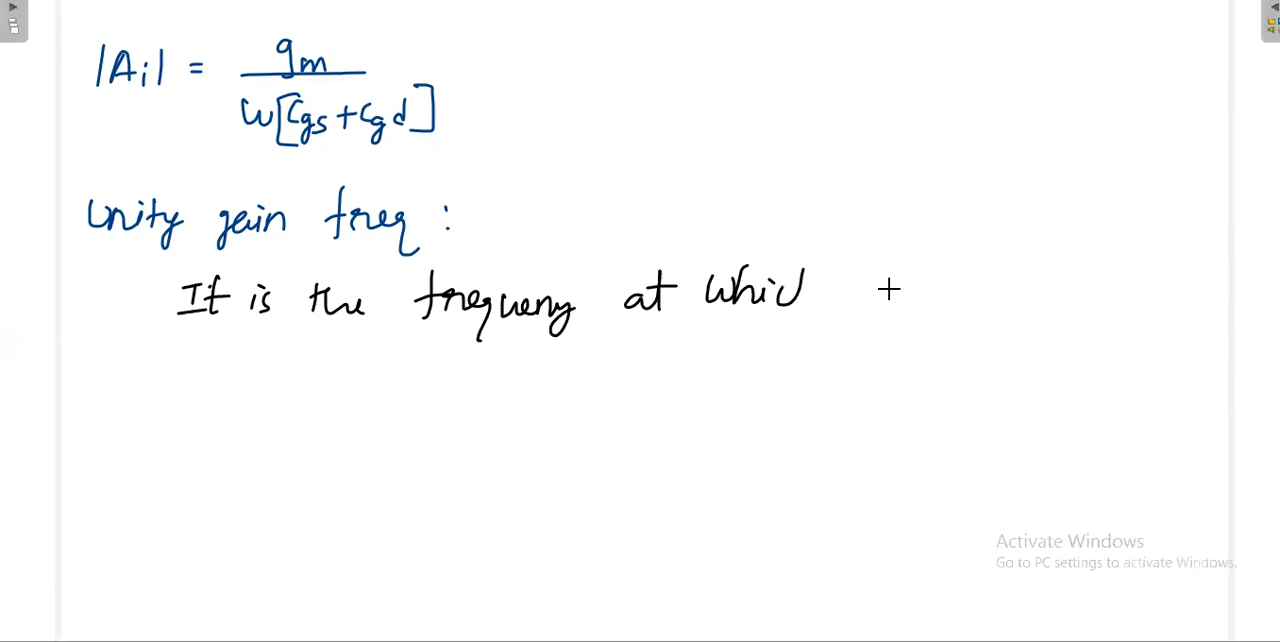 |Ai| = gm
w[Cgs+Cgd]
Unity gain freq :
It is the frequency at which
Activate Windows
Go to PC settings to activate Windows.